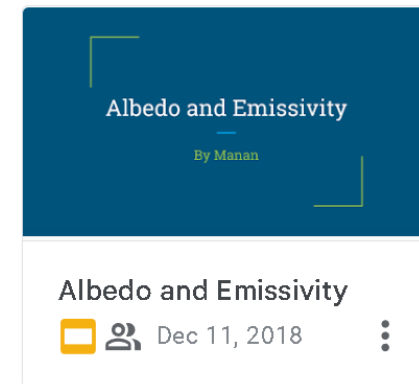 Albedo and Emissivity
By Manan
Albedo and Emissivity
Dec 11, 2018